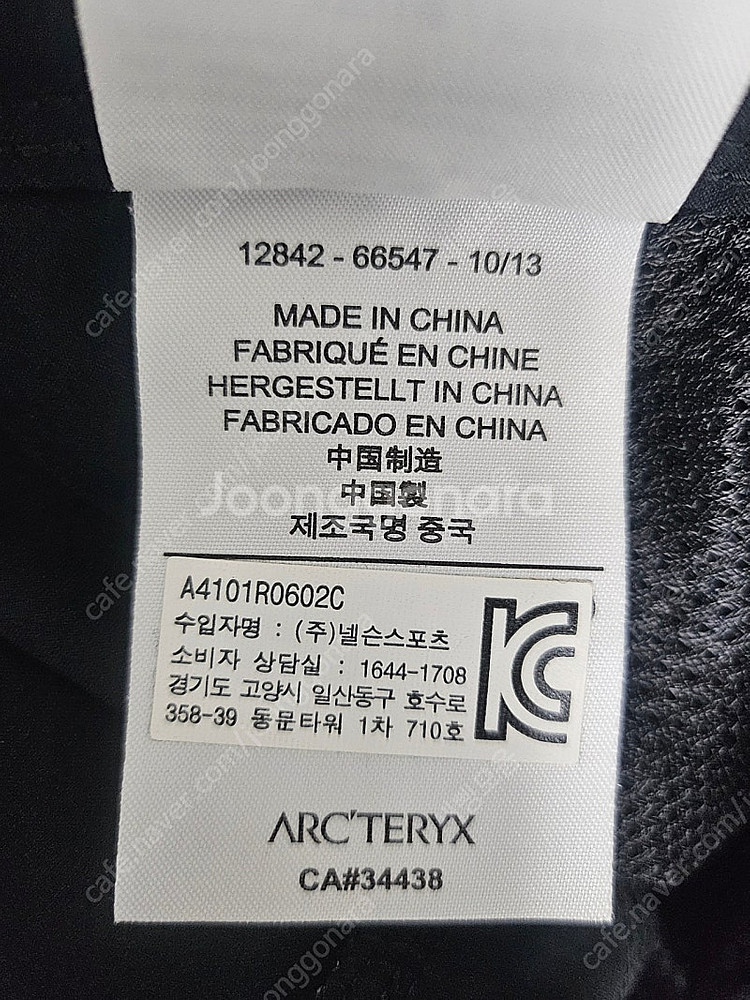 12842 - 66547 - 10/13
MADE IN CHINA
FABRIQUÉ EN CHINE
HERGESTELLT IN CHINA
FABRICADO EN CHINA
中国制造
中国製
제조국명 중국
Joonggonara
A4101R0602C
수입자명 : (주)넬슨스포츠
소비자 상담실 : 1644-1708
경기도 고양시 일산동구 호수로
358-39 동문타워 1차 710호
ARC'TERYX
CA#34438